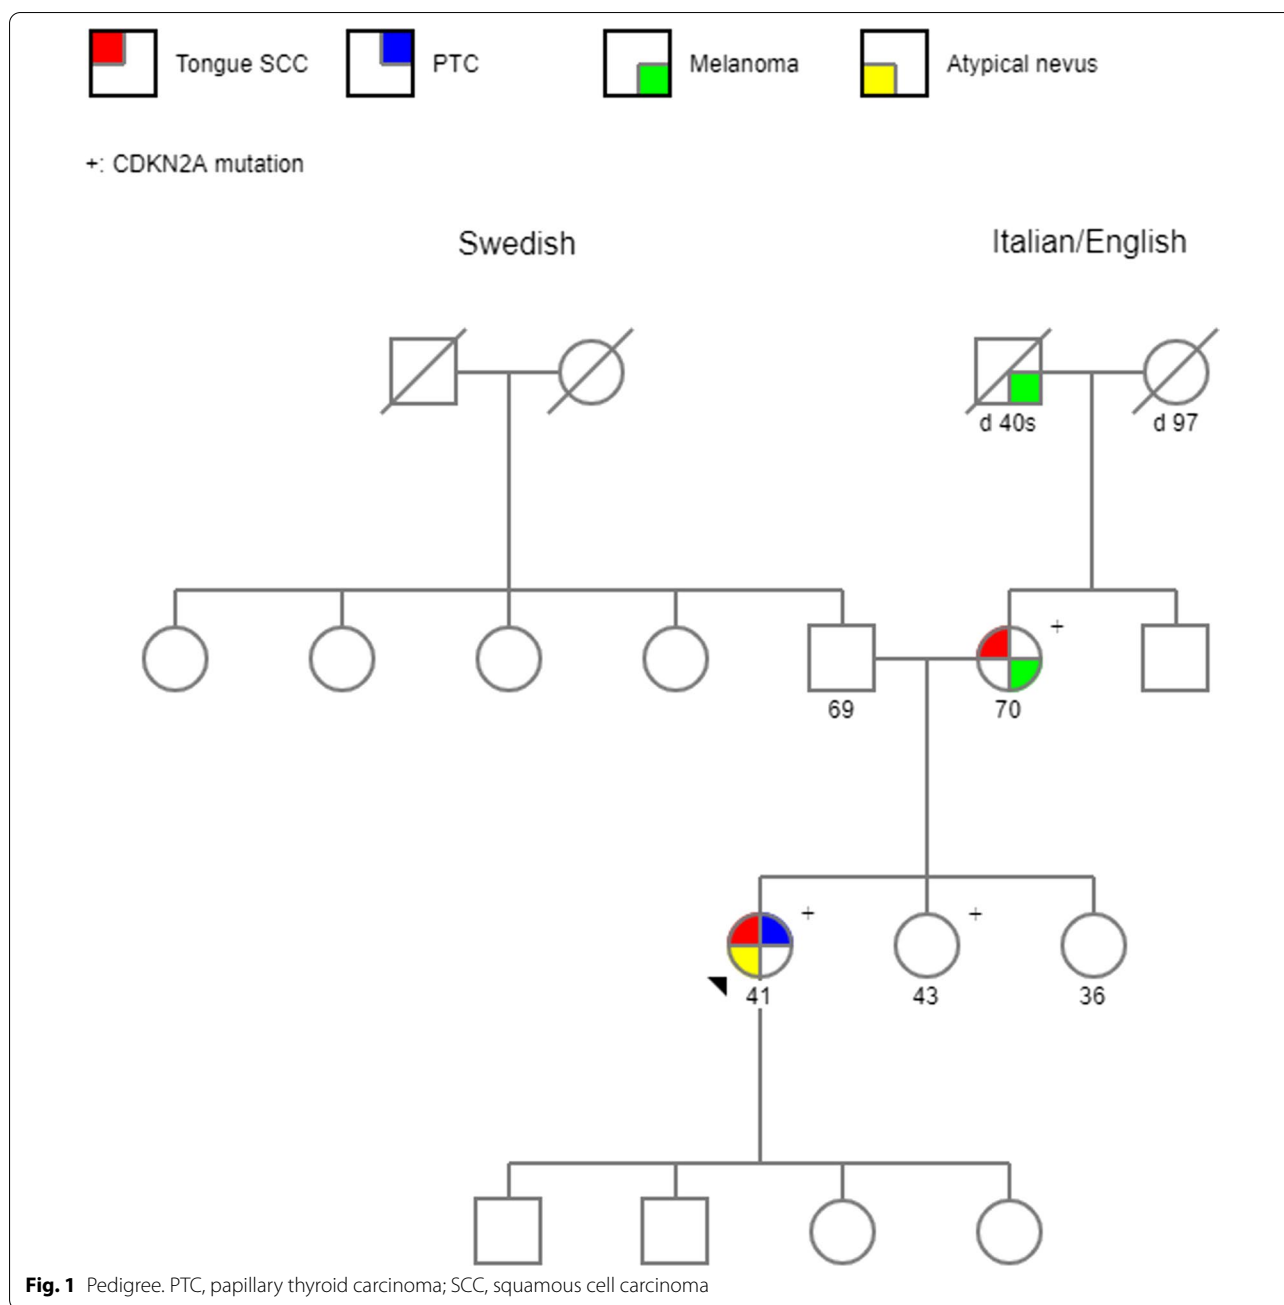 Tongue SCC PTC Melanoma Atypical nevus
+: CDKN2A mutation
Swedish Italian/English
d 40s d 97
+
69 70
+ +
41 43 36
Fig. 1 Pedigree. PTC, papillary thyroid carcinoma; SCC, squamous cell carcinoma